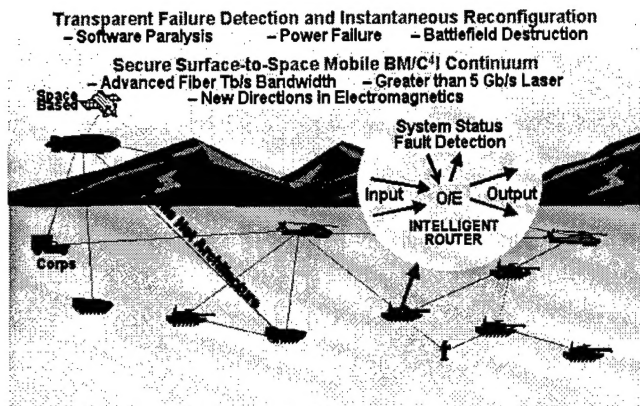 Transparent Failure Detection and Instantaneous Reconfiguration
– Software Paralysis – Power Failure – Battlefield Destruction
Secure Surface-to-Space Mobile BM/C⁴I Continuum
– Advanced Fiber Tb/s Bandwidth – Greater than 5 Gb/s Laser
– New Directions in Electromagnetics
Space
Based
System Status
Fault Detection
Input
O/E
Output
INTELLIGENT
ROUTER
Corps
Net Architecture